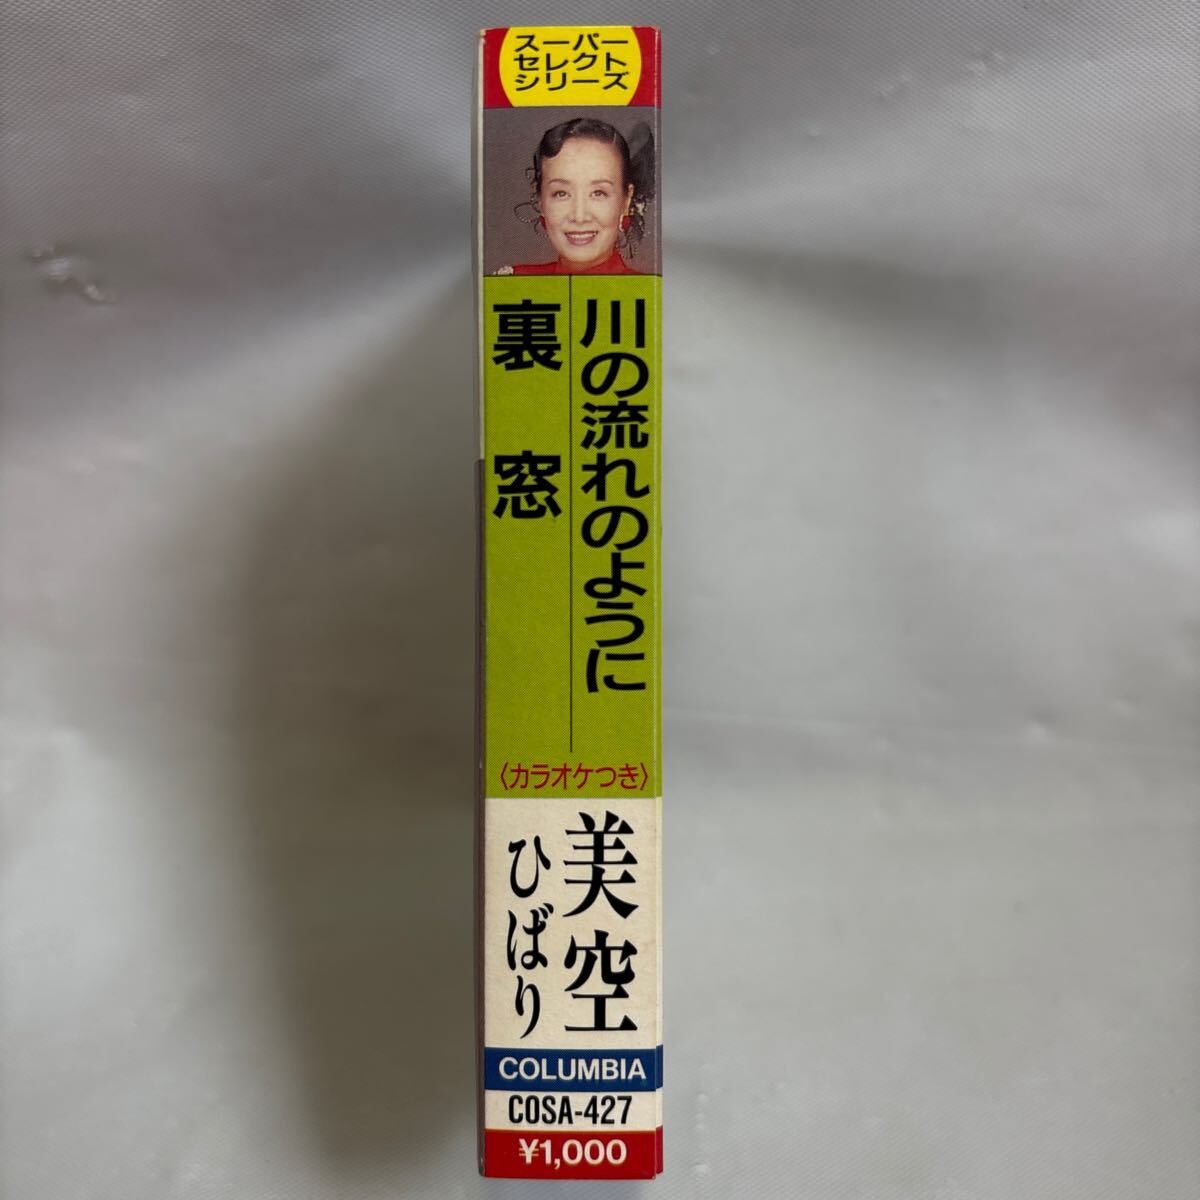 スーパー
セレクト
シリーズ
川の流れのように
裏窓
〈カラオケつき〉
美空
ひばり
COLUMBIA
COSA-427
¥1,000